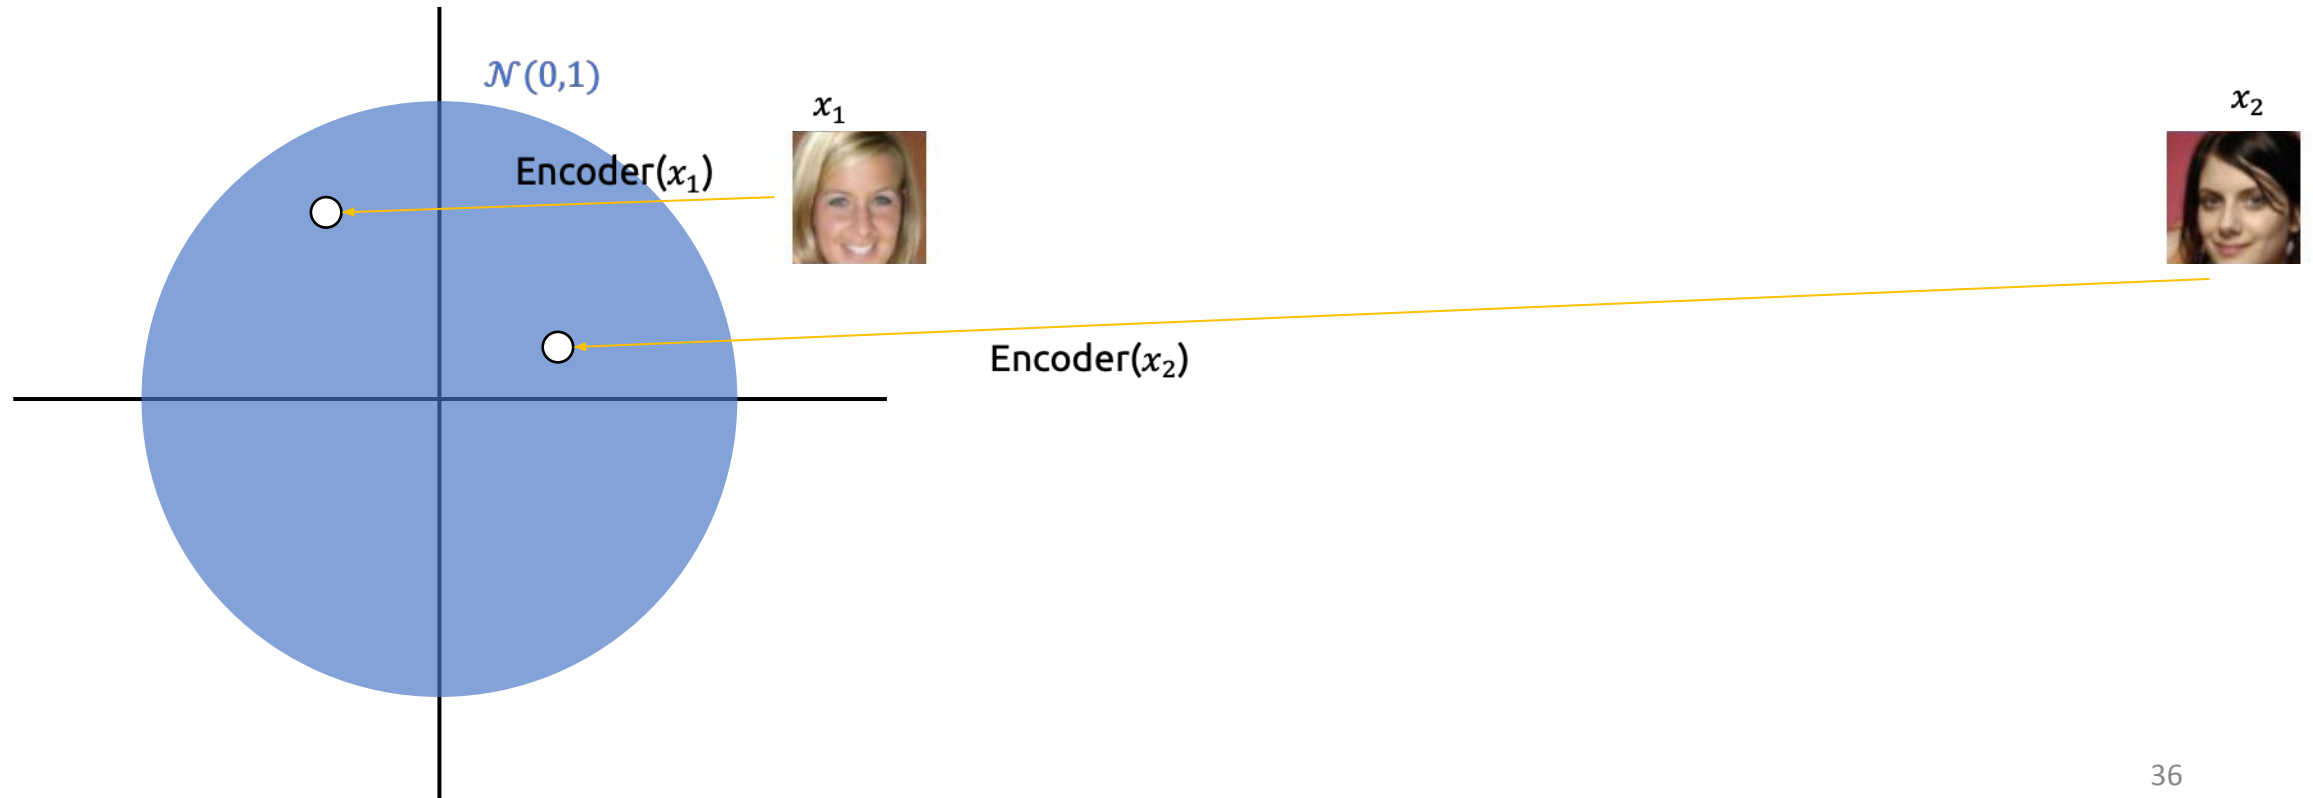 𝒩(0,1)
x₁
x₂
Encoder(x₁)
Encoder(x₂)
36